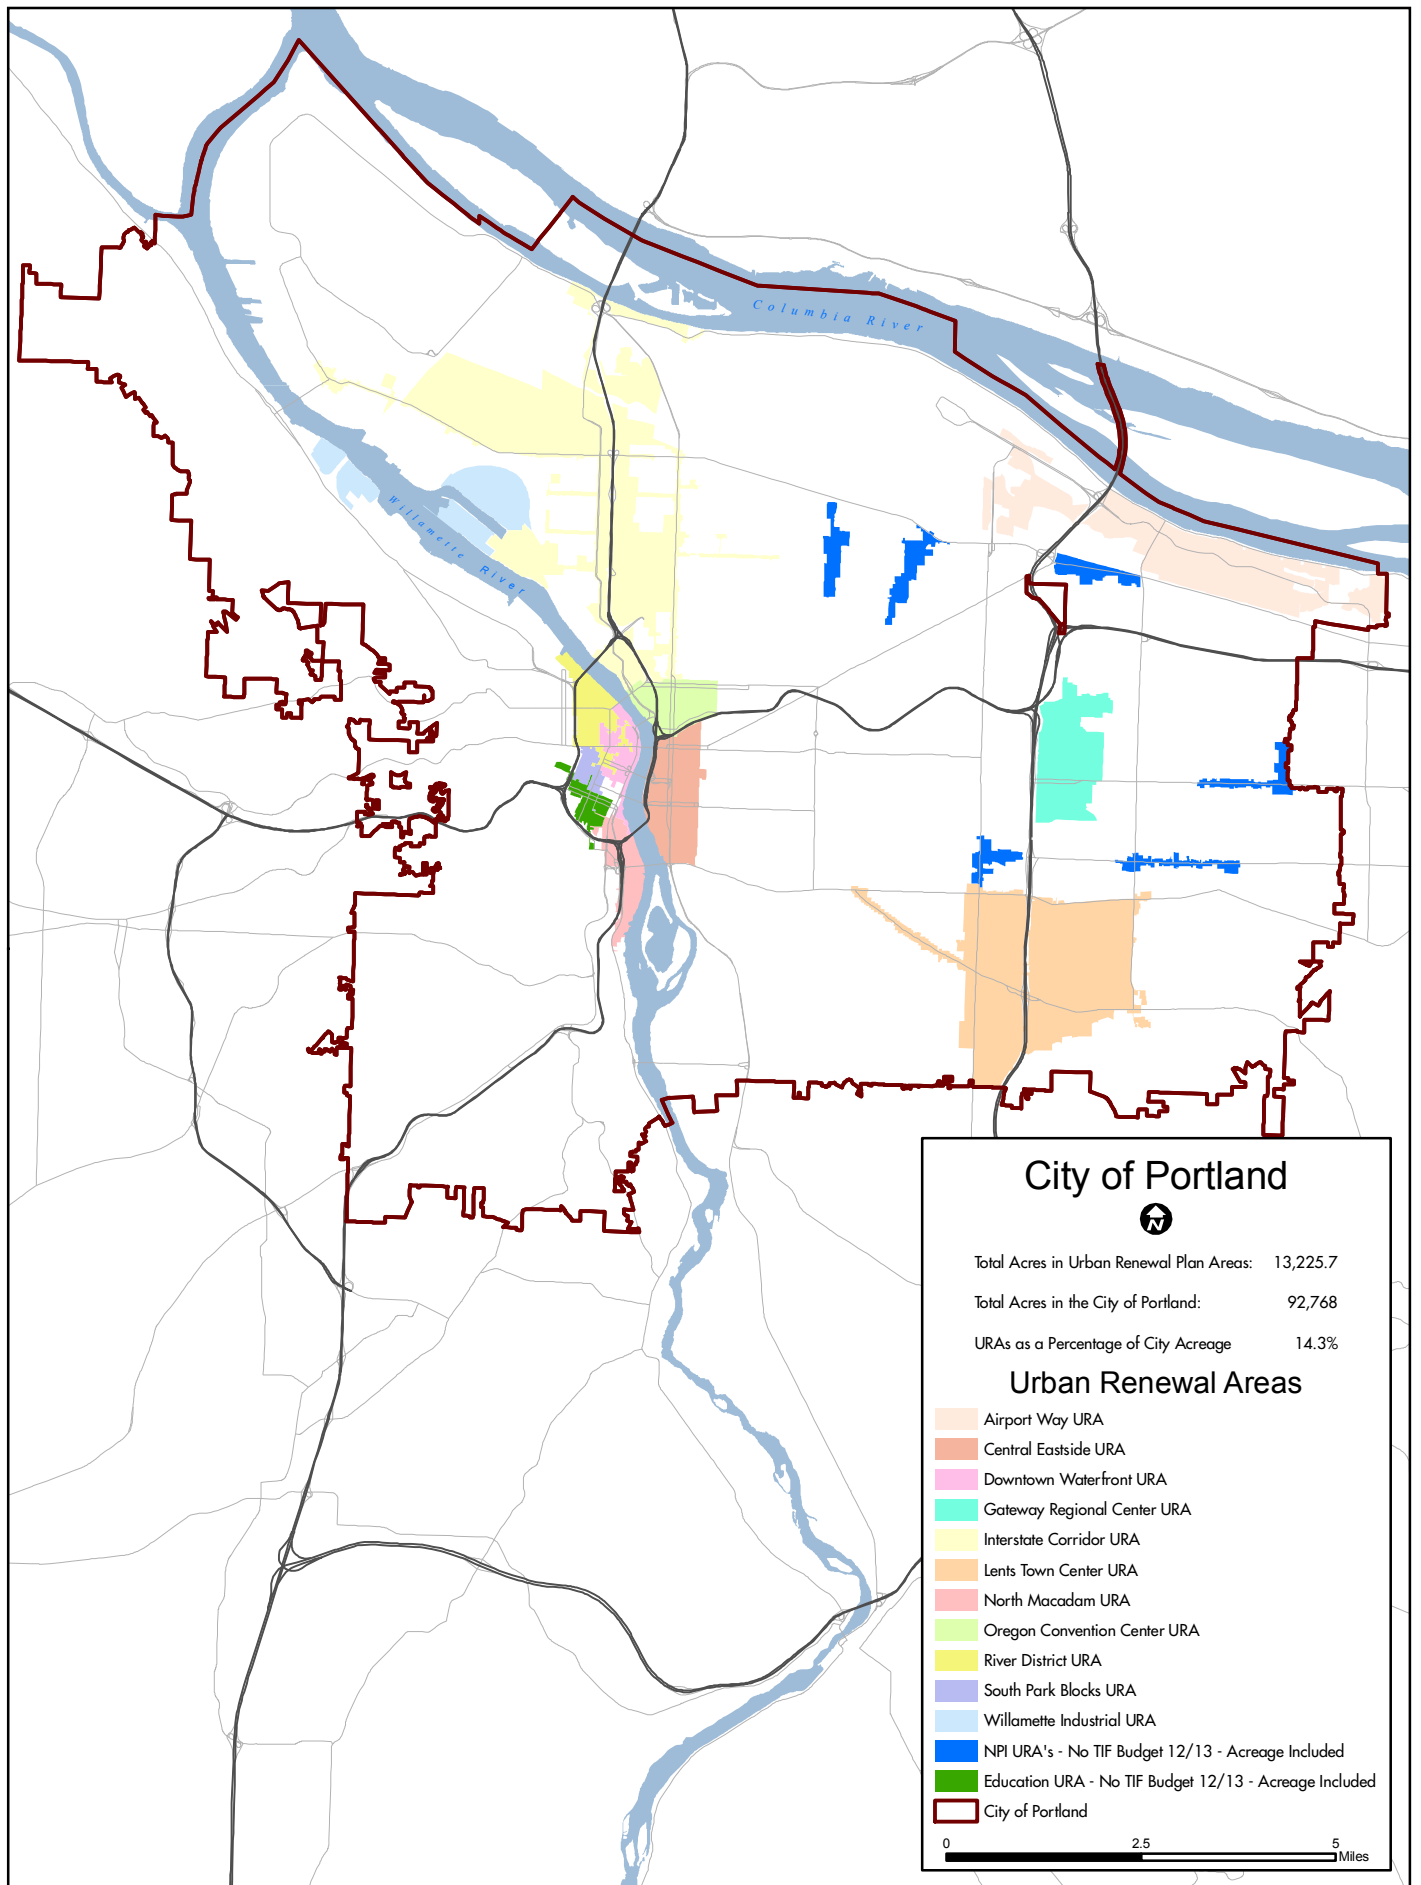 Columbia River
Willamette River
City of Portland
N
Total Acres in Urban Renewal Plan Areas: 13,225.7
Total Acres in the City of Portland: 92,768
URAs as a Percentage of City Acreage 14.3%
Urban Renewal Areas
Airport Way URA
Central Eastside URA
Downtown Waterfront URA
Gateway Regional Center URA
Interstate Corridor URA
Lents Town Center URA
North Macadam URA
Oregon Convention Center URA
River District URA
South Park Blocks URA
Willamette Industrial URA
NPI URA's - No TIF Budget 12/13 - Acreage Included
Education URA - No TIF Budget 12/13 - Acreage Included
City of Portland
0 2.5 5
Miles